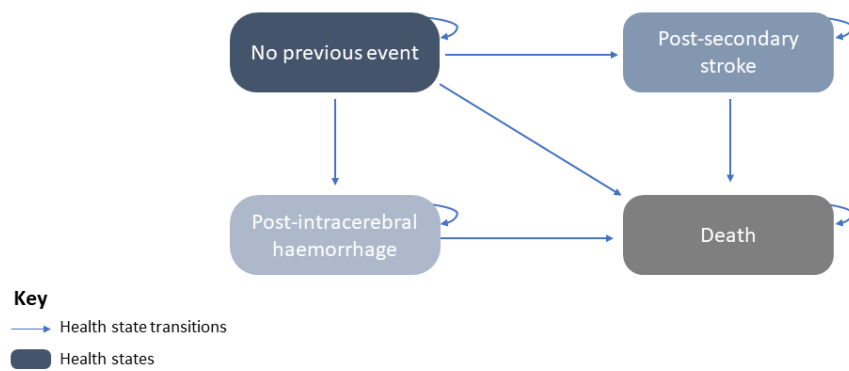 No previous event
Post-secondary
stroke
Post-intracerebral
haemorrhage
Death
Key
Health state transitions
Health states